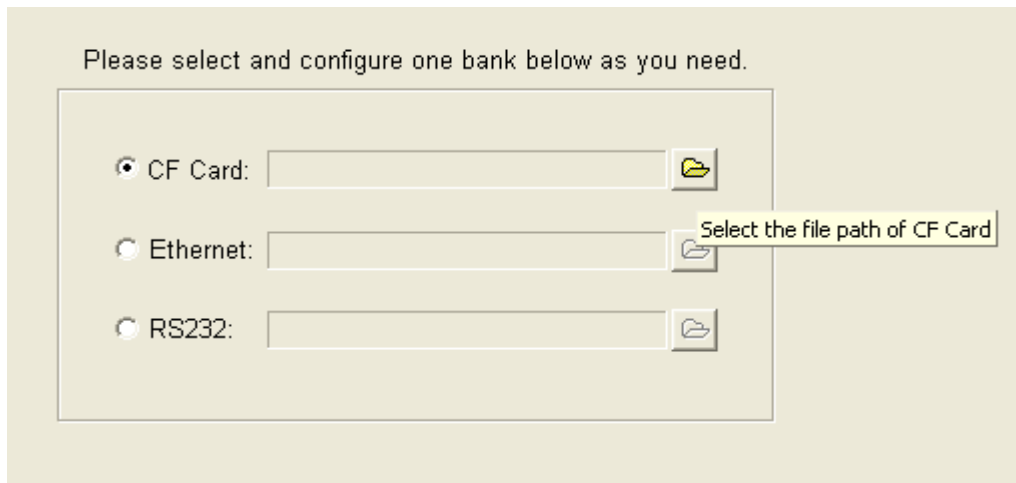 Please select and configure one bank below as you need.
CF Card:
Select the file path of CF Card
Ethernet:
RS232: